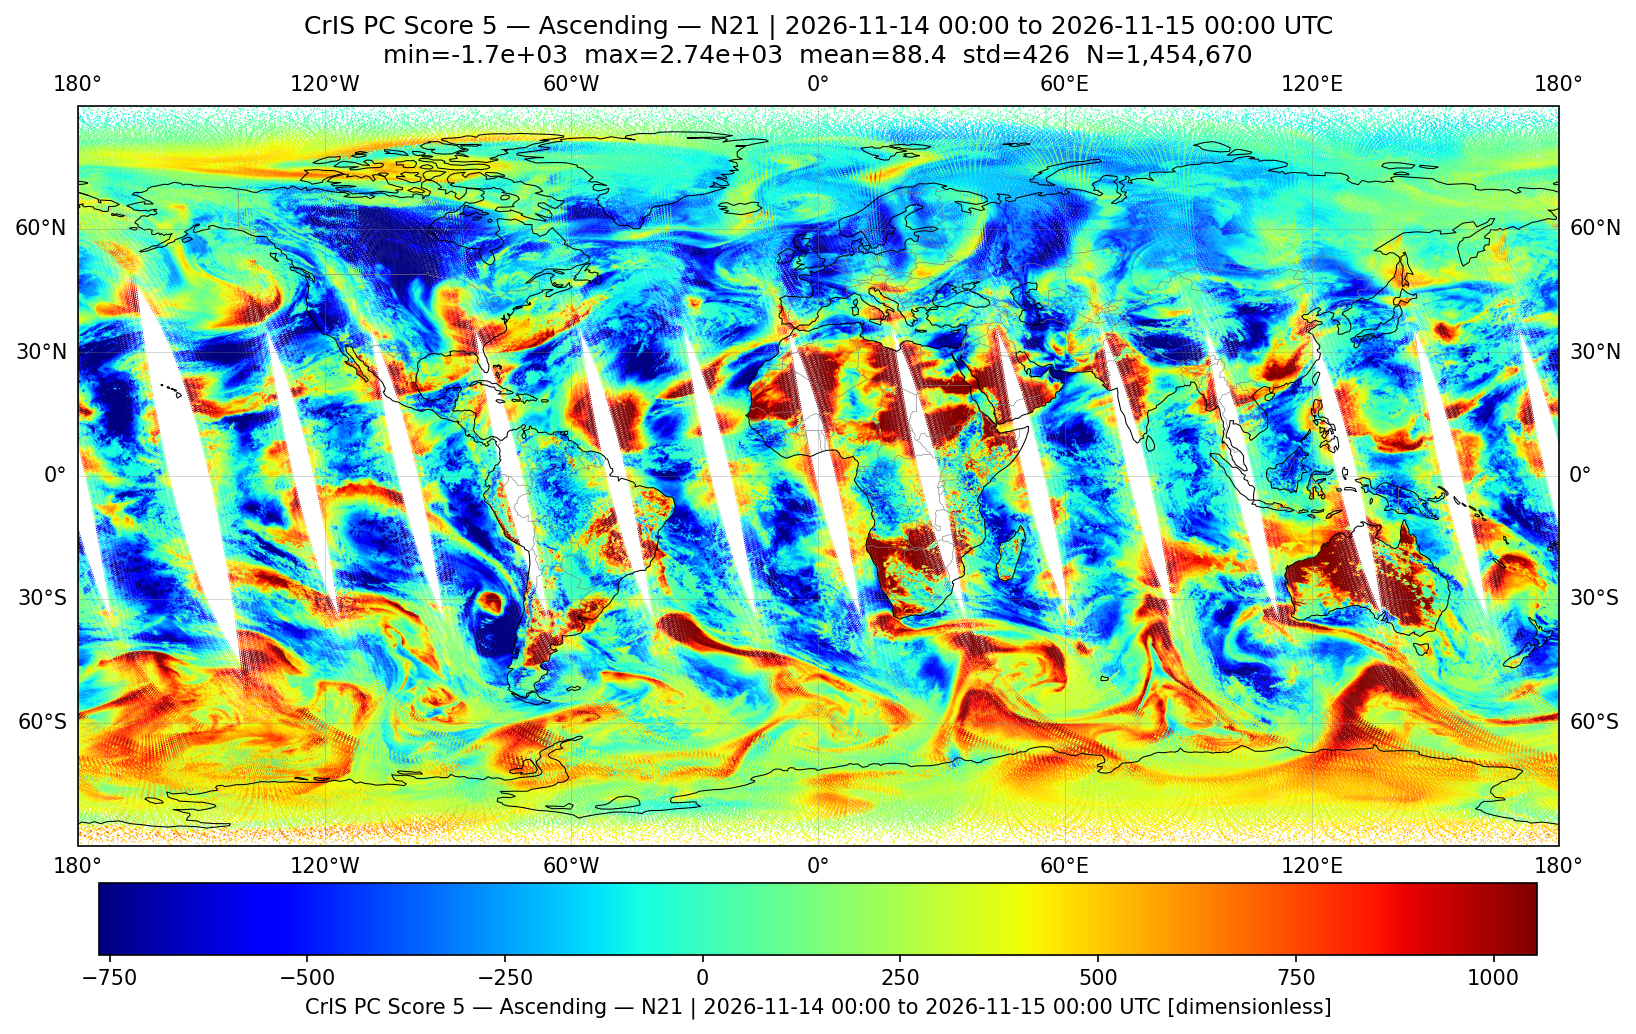 CrIS PC Score 5 — Ascending — N21 | 2026-11-14 00:00 to 2026-11-15 00:00 UTC
min=-1.7e+03  max=2.74e+03  mean=88.4  std=426  N=1,454,670
180° 120°W 60°W 0° 60°E 120°E 180°
60°N 60°N
30°N 30°N
0° 0°
30°S 30°S
60°S 60°S
180° 120°W 60°W 0° 60°E 120°E 180°
−750 −500 −250 0 250 500 750 1000
CrIS PC Score 5 — Ascending — N21 | 2026-11-14 00:00 to 2026-11-15 00:00 UTC [dimensionless]